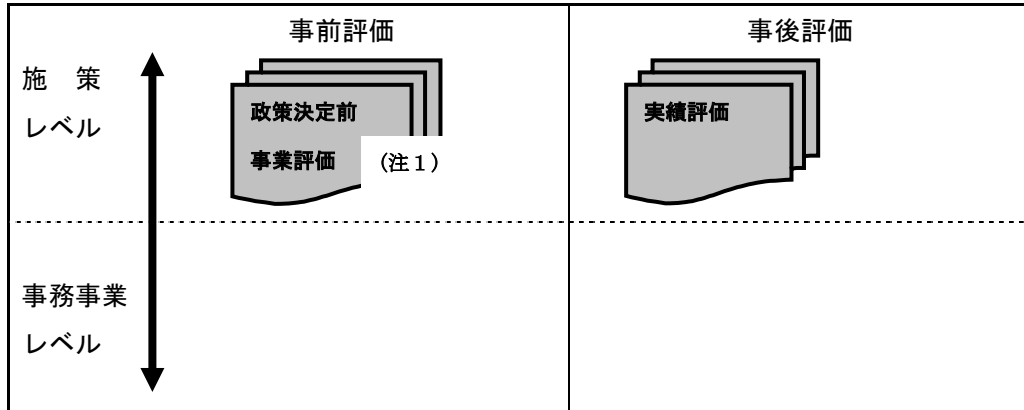 事前評価
事後評価
施　策
レベル
政策決定前
事業評価
（注１）
実績評価
事務事業
レベル